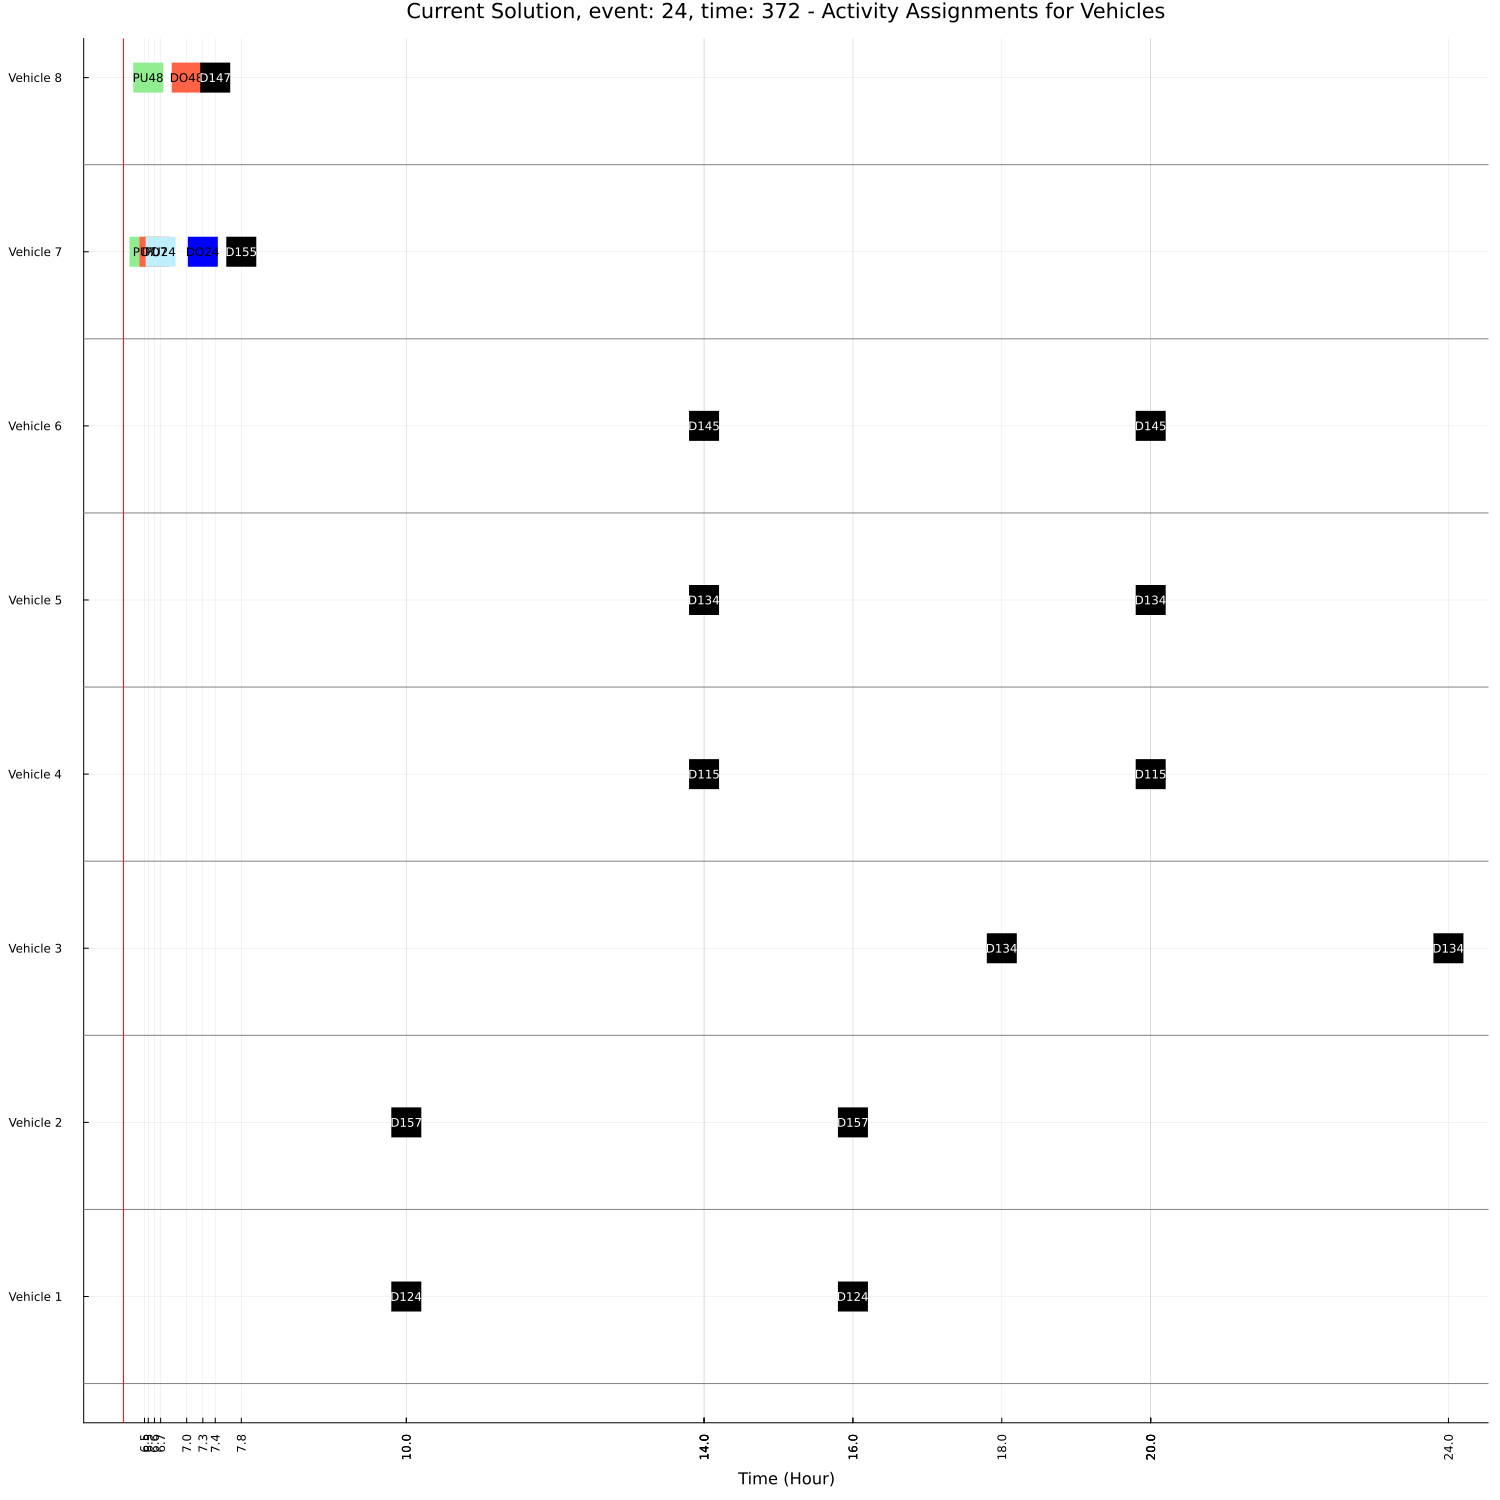 Current Solution, event: 24, time: 372 - Activity Assignments for Vehicles
Vehicle 8
PU48
DO48
D147
Vehicle 7
DO24
D155
Vehicle 6
D145
D145
Vehicle 5
D134
D134
Vehicle 4
D115
D115
Vehicle 3
D134
D134
Vehicle 2
D157
D157
Vehicle 1
D124
D124
6.7
7.0
7.3
7.4
7.8
10.0
14.0
16.0
18.0
20.0
24.0
Time (Hour)